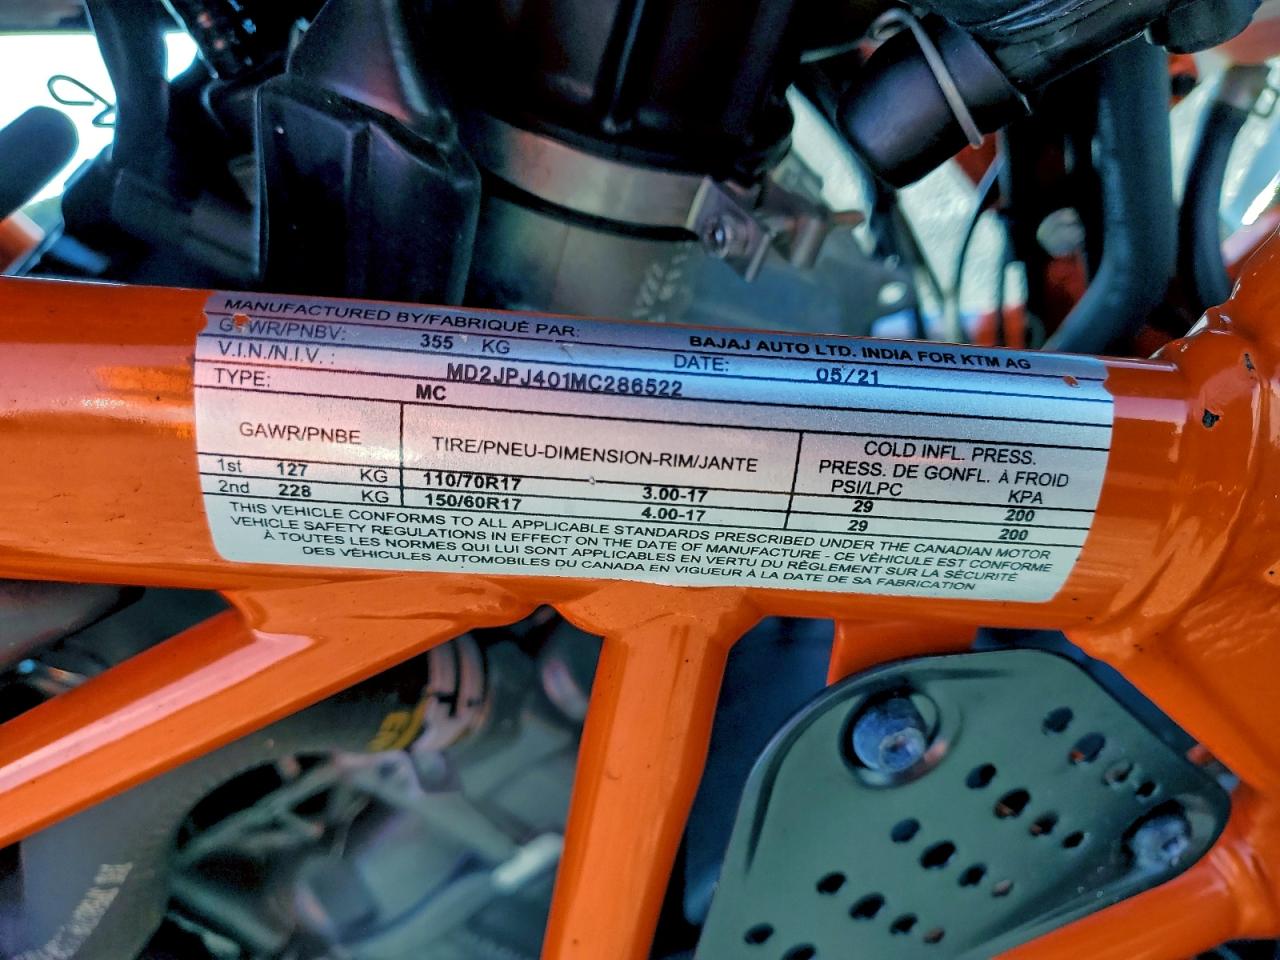 MANUFACTURED BY/FABRIQUÉ PAR: BAJAJ AUTO LTD. INDIA FOR KTM AG
GVWR/PNBV: 355 KG DATE: 05/21
V.I.N./N.I.V. : MD2JPJ401MC286522
TYPE: MC
GAWR/PNBE TIRE/PNEU-DIMENSION-RIM/JANTE COLD INFL. PRESS.
PRESS. DE GONFL. À FROID
PSI/LPC KPA
1st 127 KG 110/70R17 3.00-17 29 200
2nd 228 KG 150/60R17 4.00-17 29 200
THIS VEHICLE CONFORMS TO ALL APPLICABLE STANDARDS PRESCRIBED UNDER THE CANADIAN MOTOR
VEHICLE SAFETY REGULATIONS IN EFFECT ON THE DATE OF MANUFACTURE - CE VÉHICULE EST CONFORME
À TOUTES LES NORMES QUI LUI SONT APPLICABLES EN VERTU DU RÈGLEMENT SUR LA SÉCURITÉ
DES VÉHICULES AUTOMOBILES DU CANADA EN VIGUEUR À LA DATE DE SA FABRICATION